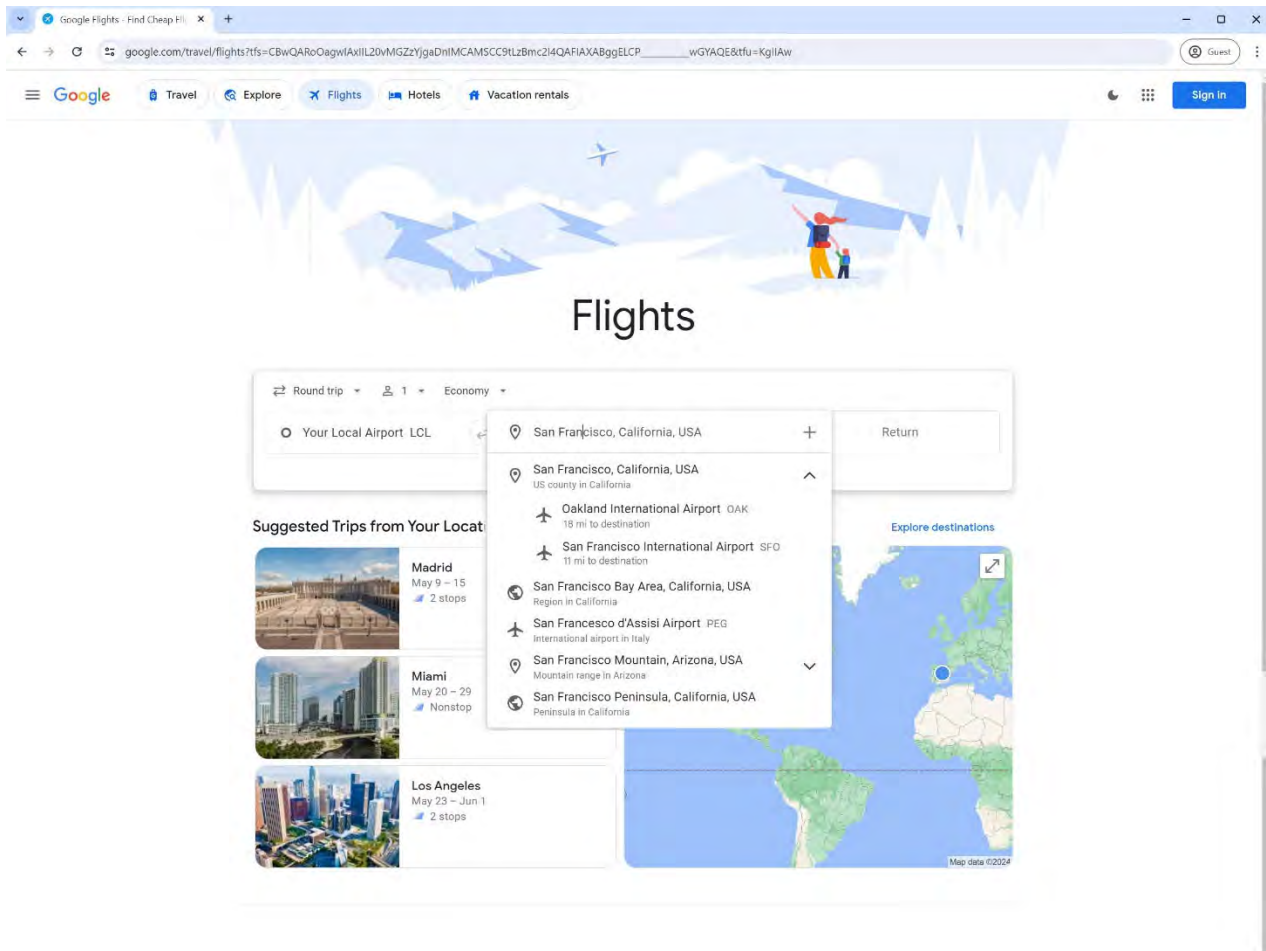 Google Flights - Find Cheap Fli
google.com/travel/flights?tfs=CBwQARoOagwIAxIIL20vMGZzYjgaDnIMCAMSCC9tLzBmc2I4QAFIAXABggELCP_________wGYAQE&tfu=KgIIAw
Guest
Google
Travel
Explore
Flights
Hotels
Vacation rentals
Sign in
Flights
Round trip
1
Economy
Your Local Airport LCL
San Francisco, California, USA
Return
San Francisco, California, USA
US county in California
Oakland International Airport OAK
18 mi to destination
San Francisco International Airport SFO
11 mi to destination
San Francisco Bay Area, California, USA
Region in California
San Francesco d'Assisi Airport PEG
International airport in Italy
San Francisco Mountain, Arizona, USA
Mountain range in Arizona
San Francisco Peninsula, California, USA
Peninsula in California
Suggested Trips from Your Locat
Explore destinations
Madrid
May 9 – 15
2 stops
Miami
May 20 – 29
Nonstop
Los Angeles
May 23 – Jun 1
2 stops
Map data ©2024